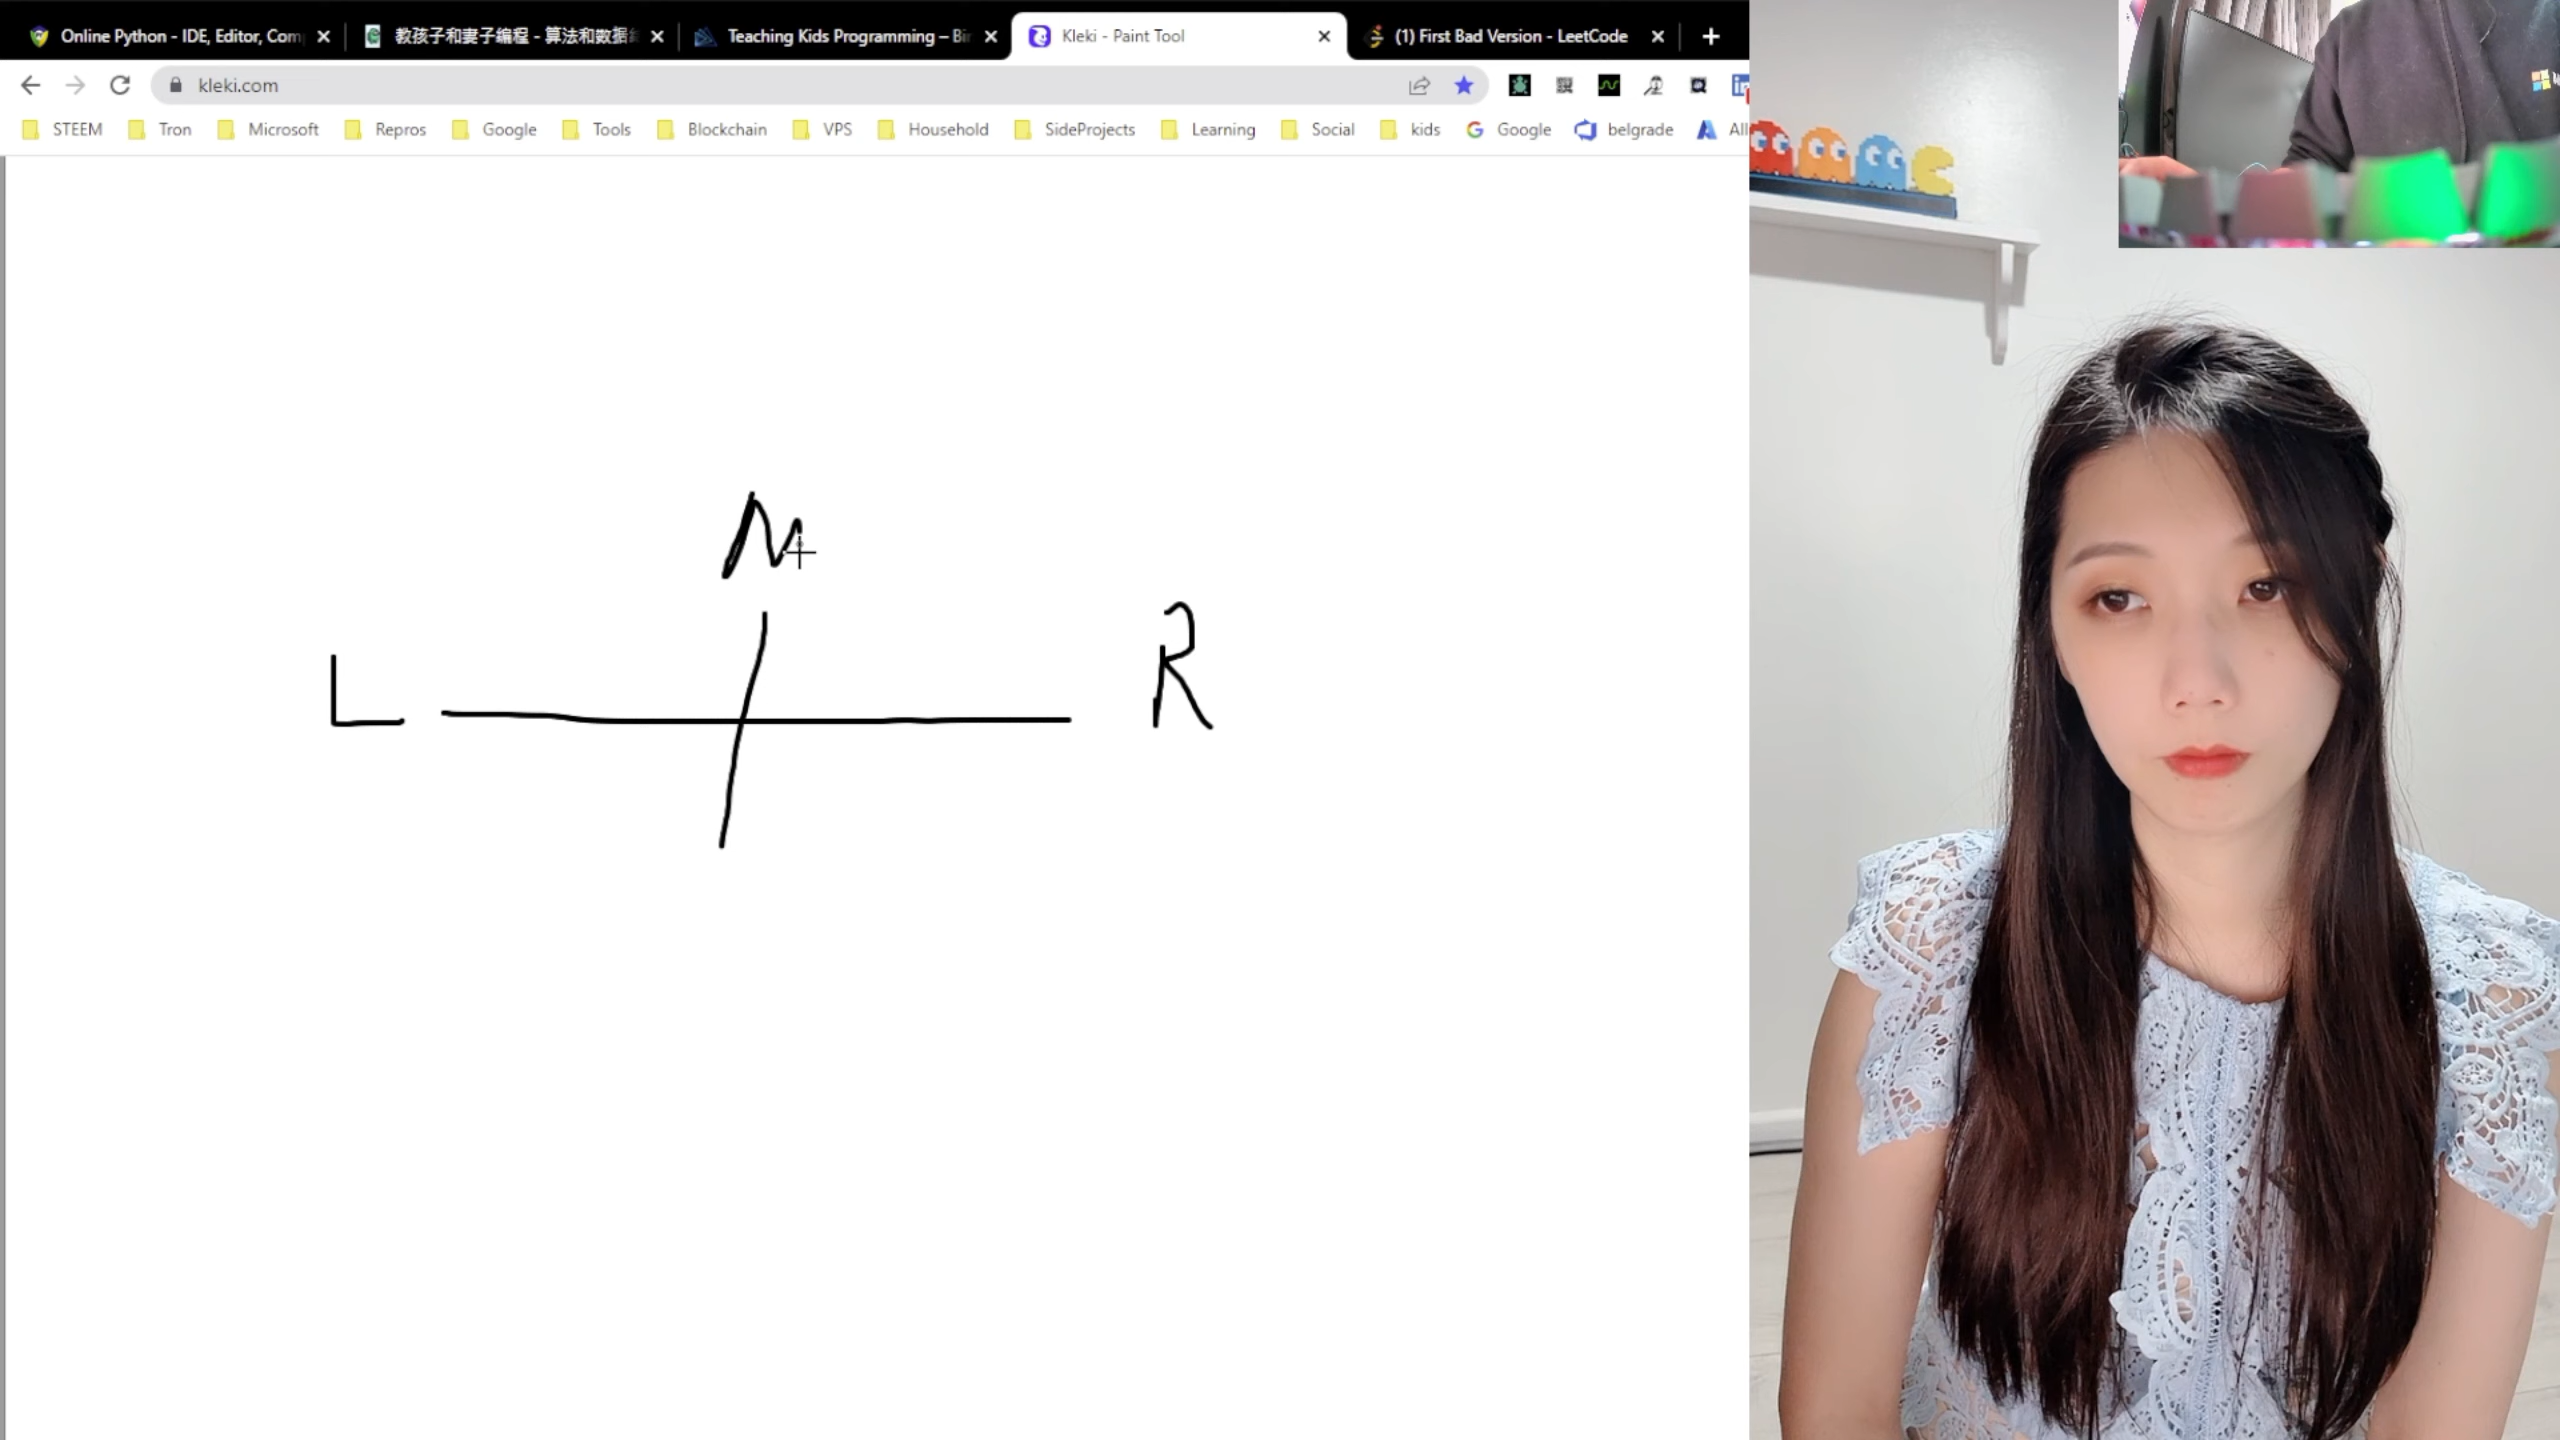 Online Python - IDE, Editor, Com
教孩子和妻子编程 - 算法和数据
Teaching Kids Programming – Bi
Kleki - Paint Tool
(1) First Bad Version - LeetCode
kleki.com
STEEM Tron Microsoft Repros Google Tools Blockchain VPS Household SideProjects Learning Social kids Google belgrade All
M
L R